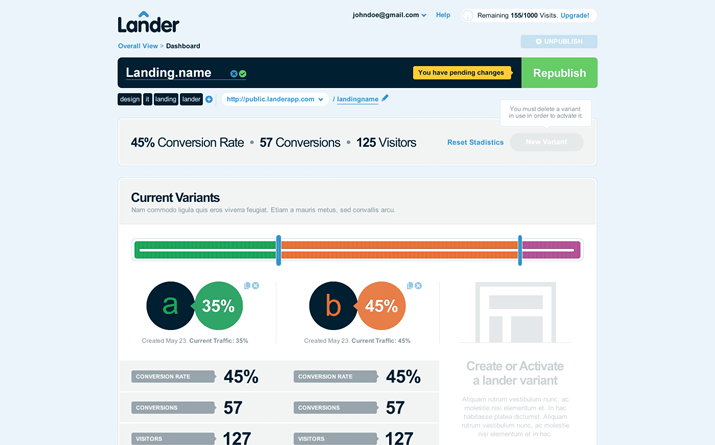 Lander
johndoe@gmail.com
Help
Remaining 155/1000 Visits. Upgrade!
Overall View > Dashboard
UNPUBLISH
Landing.name
You have pending changes
Republish
design
it
landing
lander
http://public.landerapp.com
/ landingname
You must delete a variant
in use in order to activate it.
45% Conversion Rate • 57 Conversions • 125 Visitors
Reset Stadistics
New Variant
Current Variants
Nam commodo ligula quis eros viverra feugiat. Etiam a mauris metus, sed convallis arcu.
a
35%
b
45%
Created May 23. Current Traffic: 35%
Created May 23. Current Traffic: 45%
Create or Activate
a lander variant
Aliquam rutrum vestibulum nunc, at
molestie nisi elementum et. In hac
habitasse platea dictumst. Aliquam
rutrum vestibulum nunc, ac molestie
nisi elementum et in hac.
CONVERSION RATE
45%
CONVERSION RATE
45%
CONVERSIONS
57
CONVERSIONS
57
VISITORS
127
VISITORS
127